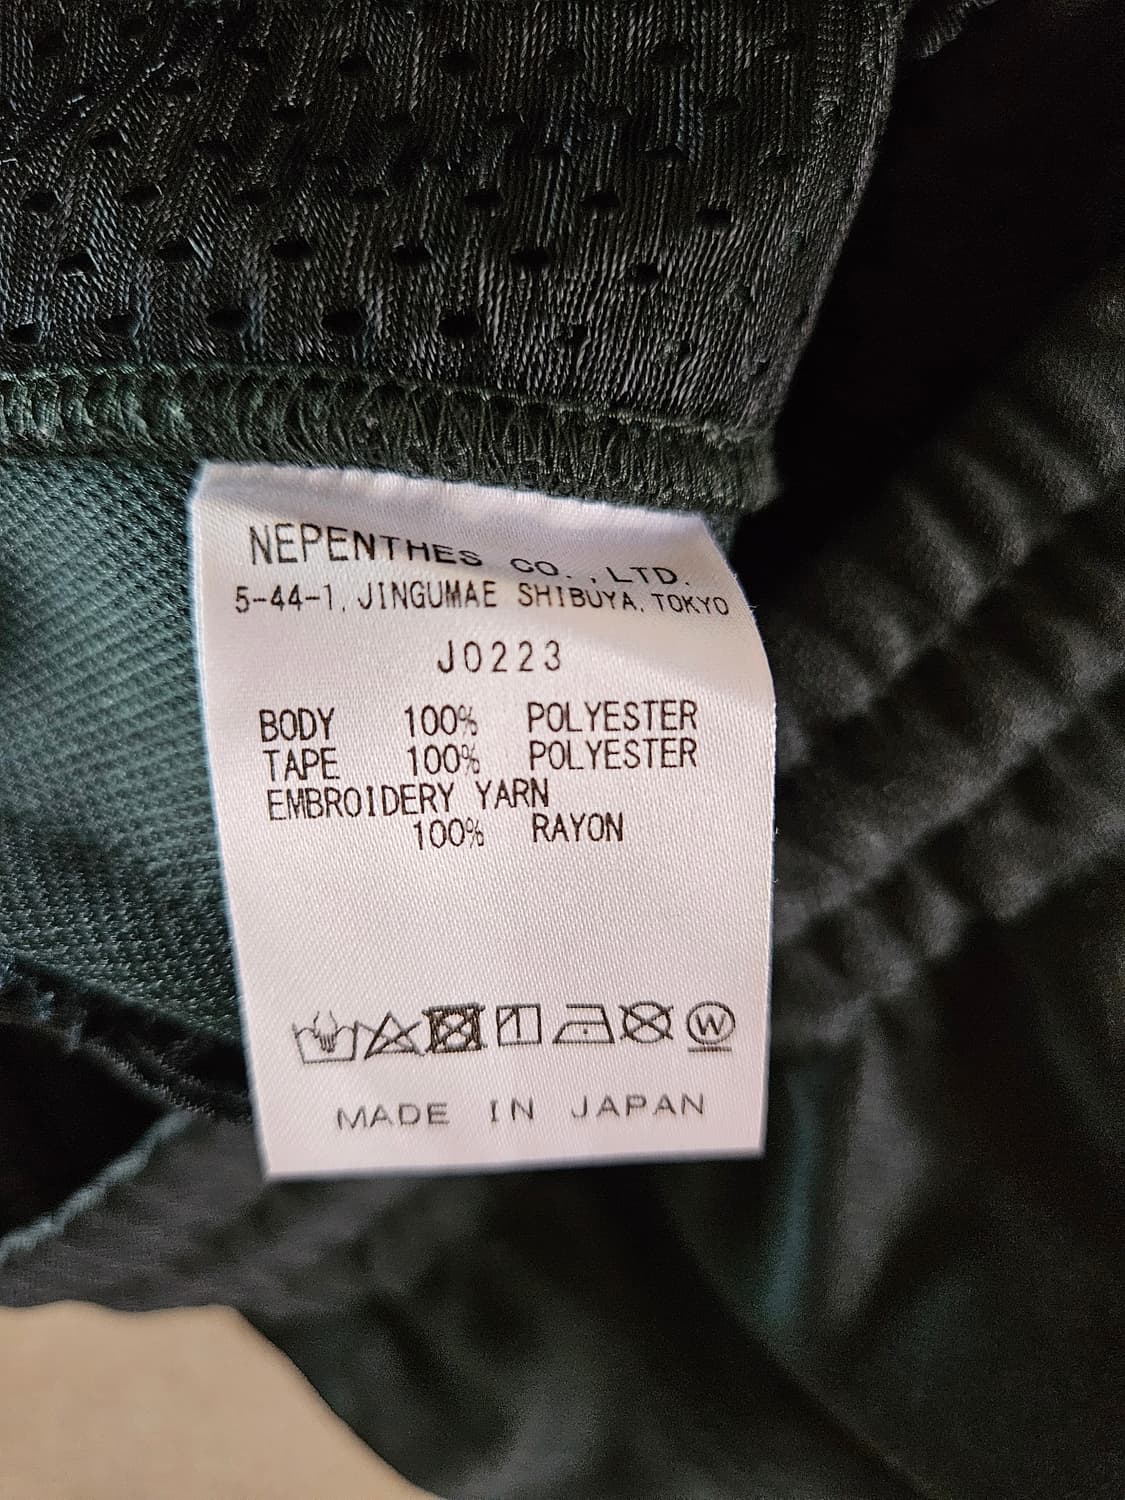 NEPENTHES CO.,LTD.
5-44-1, JINGUMAE SHIBUYA, TOKYO
J0223
BODY 100% POLYESTER
TAPE 100% POLYESTER
EMBROIDERY YARN
100% RAYON
W
MADE IN JAPAN